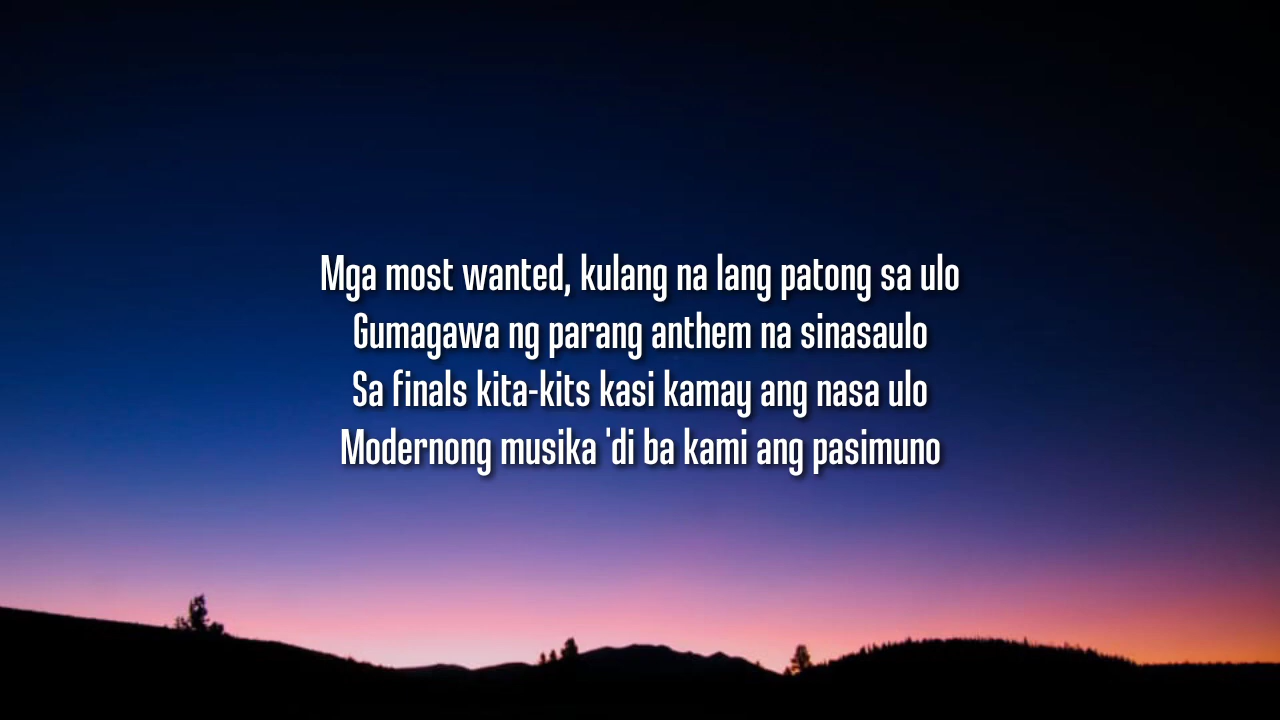 Mga most wanted, kulang na lang patong sa ulo
Gumagawa ng parang anthem na sinasaulo
Sa finals kita-kits kasi kamay ang nasa ulo
Modernong musika 'di ba kami ang pasimuno